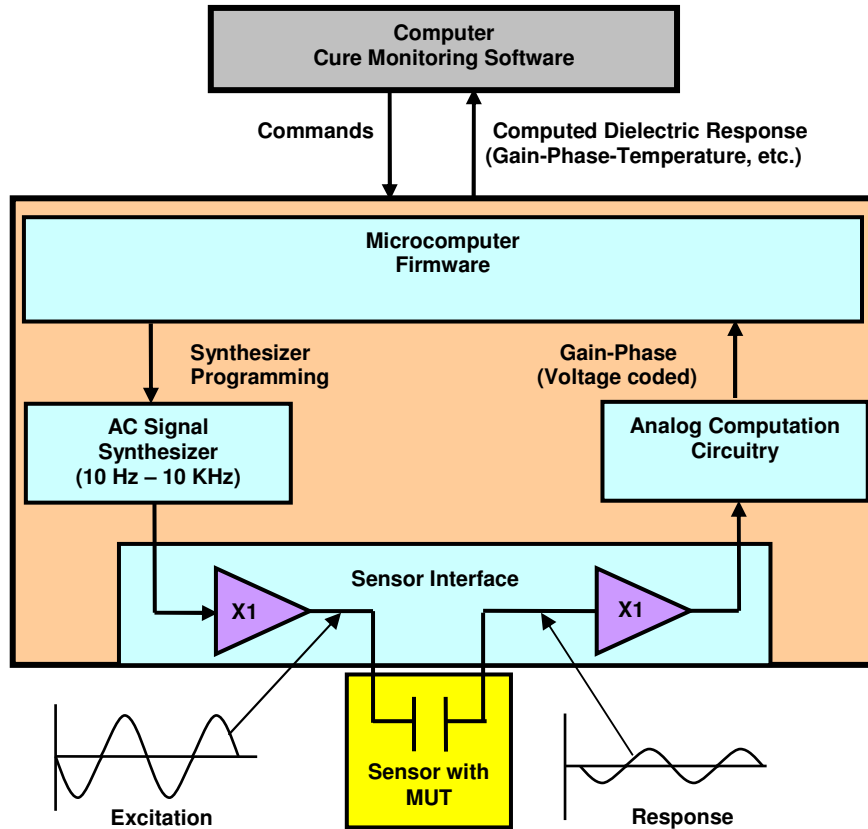 Computer
Cure Monitoring Software
Commands
Computed Dielectric Response
(Gain-Phase-Temperature, etc.)
Microcomputer
Firmware
Synthesizer
Programming
Gain-Phase
(Voltage coded)
AC Signal
Synthesizer
(10 Hz – 10 KHz)
Analog Computation
Circuitry
Sensor Interface
X1
X1
Sensor with
MUT
Excitation
Response